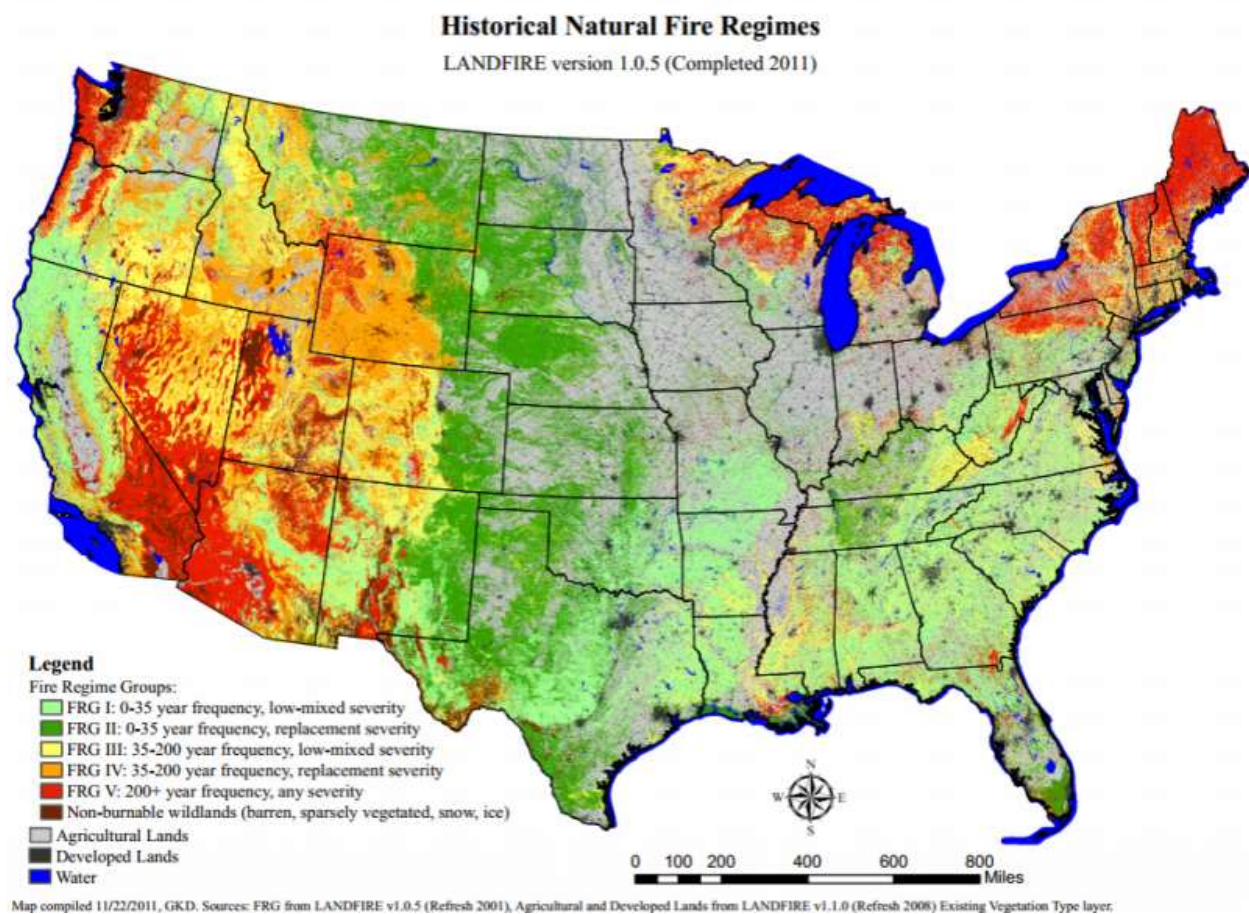 Historical Natural Fire Regimes
LANDFIRE version 1.0.5 (Completed 2011)
Legend
Fire Regime Groups:
FRG I: 0-35 year frequency, low-mixed severity
FRG II: 0-35 year frequency, replacement severity
FRG III: 35-200 year frequency, low-mixed severity
FRG IV: 35-200 year frequency, replacement severity
FRG V: 200+ year frequency, any severity
Non-burnable wildlands (barren, sparsely vegetated, snow, ice)
Agricultural Lands
Developed Lands
Water
N
W E
S
0 100 200 400 600 800
Miles
Map compiled 11/22/2011, GKD. Sources: FRG from LANDFIRE v1.0.5 (Refresh 2001), Agricultural and Developed Lands from LANDFIRE v1.1.0 (Refresh 2008) Existing Vegetation Type layer.